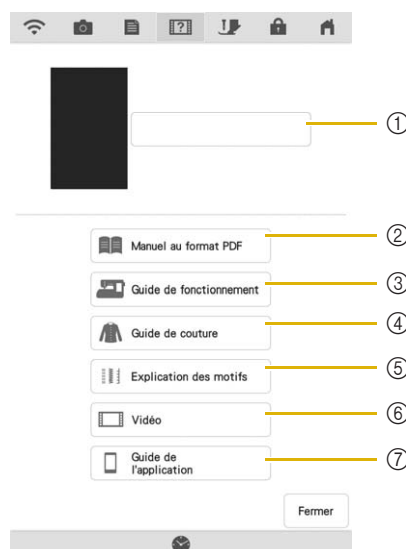 ?
①
Manuel au format PDF
②
Guide de fonctionnement
③
Guide de couture
④
Explication des motifs
⑤
Vidéo
⑥
Guide de
l'application
⑦
Fermer